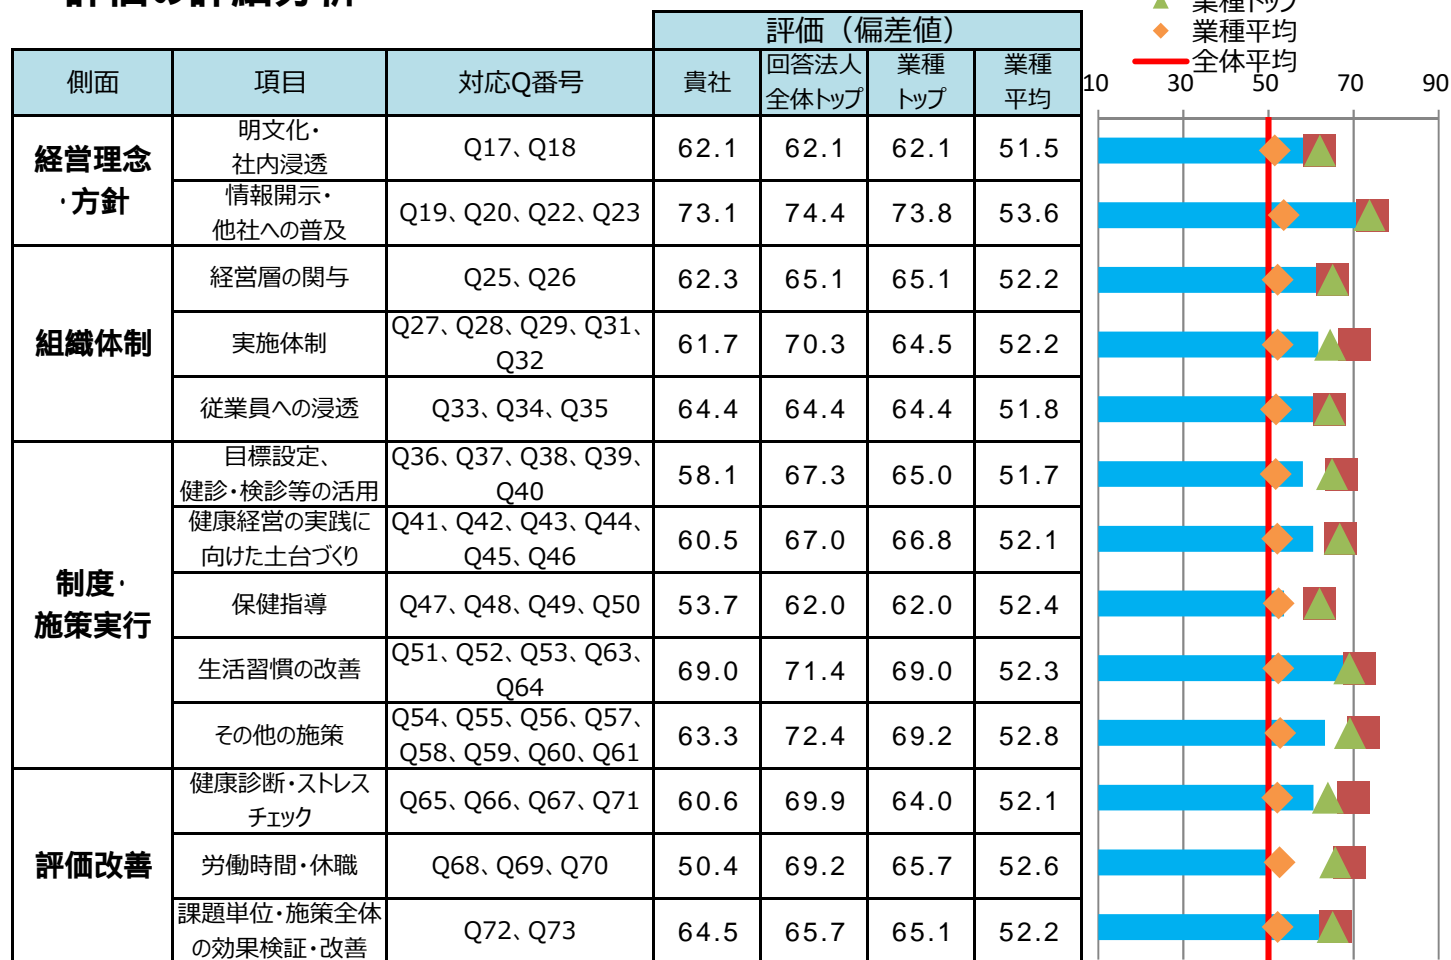 評価の詳細分析
業種トップ
業種平均
全体平均
評価（偏差値）
側面 項目 対応Q番号 貴社 回答法人 業種 業種
全体トップ トップ 平均
10 30 50 70 90
経営理念
・方針
明文化・
社内浸透
Q17、Q18 62.1 62.1 62.1 51.5
情報開示・
他社への普及
Q19、Q20、Q22、Q23 73.1 74.4 73.8 53.6
組織体制
経営層の関与 Q25、Q26 62.3 65.1 65.1 52.2
実施体制
Q27、Q28、Q29、Q31、
Q32
61.7 70.3 64.5 52.2
従業員への浸透 Q33、Q34、Q35 64.4 64.4 64.4 51.8
制度・
施策実行
目標設定、
健診・検診等の活用
Q36、Q37、Q38、Q39、
Q40
58.1 67.3 65.0 51.7
健康経営の実践に
向けた土台づくり
Q41、Q42、Q43、Q44、
Q45、Q46
60.5 67.0 66.8 52.1
保健指導 Q47、Q48、Q49、Q50 53.7 62.0 62.0 52.4
生活習慣の改善
Q51、Q52、Q53、Q63、
Q64
69.0 71.4 69.0 52.3
その他の施策
Q54、Q55、Q56、Q57、
Q58、Q59、Q60、Q61
63.3 72.4 69.2 52.8
評価改善
健康診断・ストレス
チェック
Q65、Q66、Q67、Q71 60.6 69.9 64.0 52.1
労働時間・休職 Q68、Q69、Q70 50.4 69.2 65.7 52.6
課題単位・施策全体
の効果検証・改善
Q72、Q73 64.5 65.7 65.1 52.2